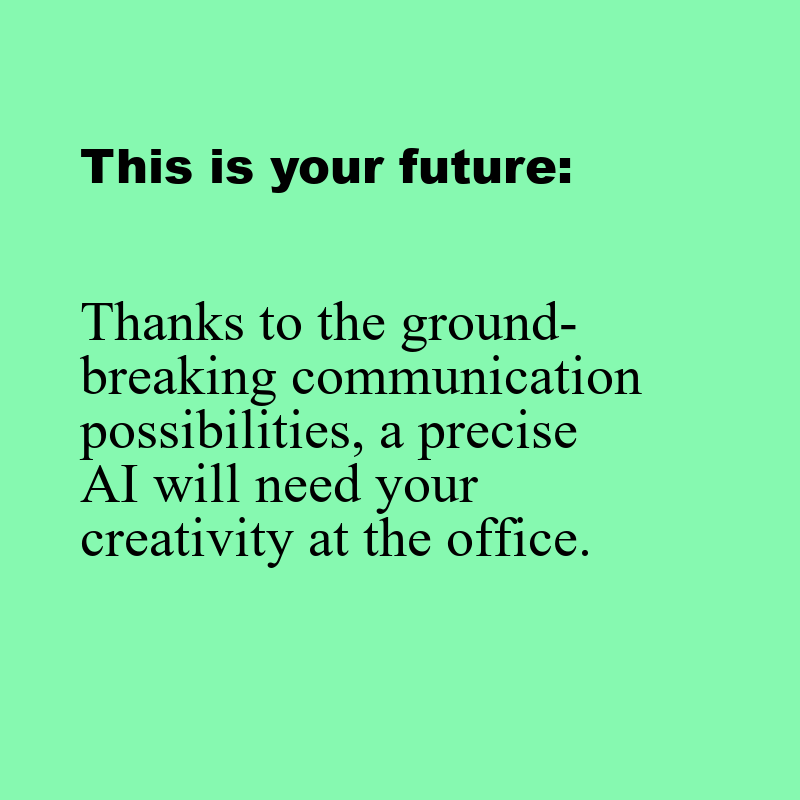 This is your future:
Thanks to the ground-
breaking communication
possibilities, a precise
AI will need your
creativity at the office.